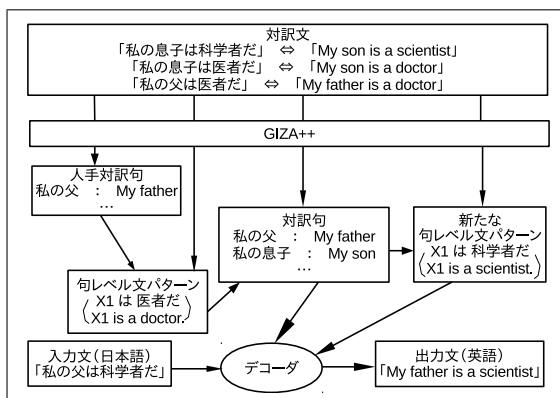 対訳文
「私の息子は科学者だ」 ⇔ 「My son is a scientist」
「私の息子は医者だ」 ⇔ 「My son is a doctor」
「私の父は医者だ」 ⇔ 「My father is a doctor」
GIZA++
人手対訳句
私の父 : My father
...
対訳句
私の父 : My father
私の息子 : My son
...
新たな
句レベル文パターン
X1 は 科学者だ
X1 is a scientist.
句レベル文パターン
X1 は 医者だ
X1 is a doctor.
入力文(日本語)
「私の父は科学者だ」
デコーダ
出力文(英語)
「My father is a scientist」